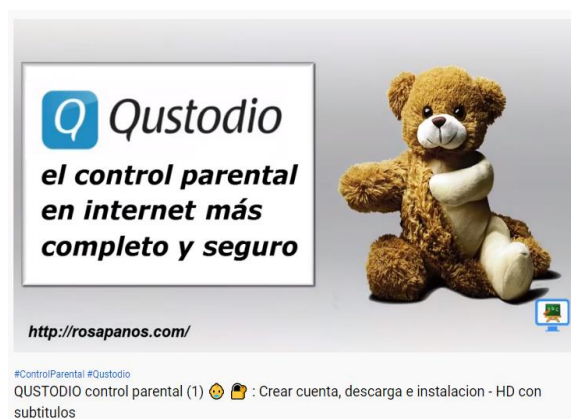 Qustodio
el control parental
en internet más
completo y seguro
http://rosapanos.com/
#ControlParental #Qustodio
QUSTODIO control parental (1) 👶 🔒 : Crear cuenta, descarga e instalacion - HD con
subtitulos